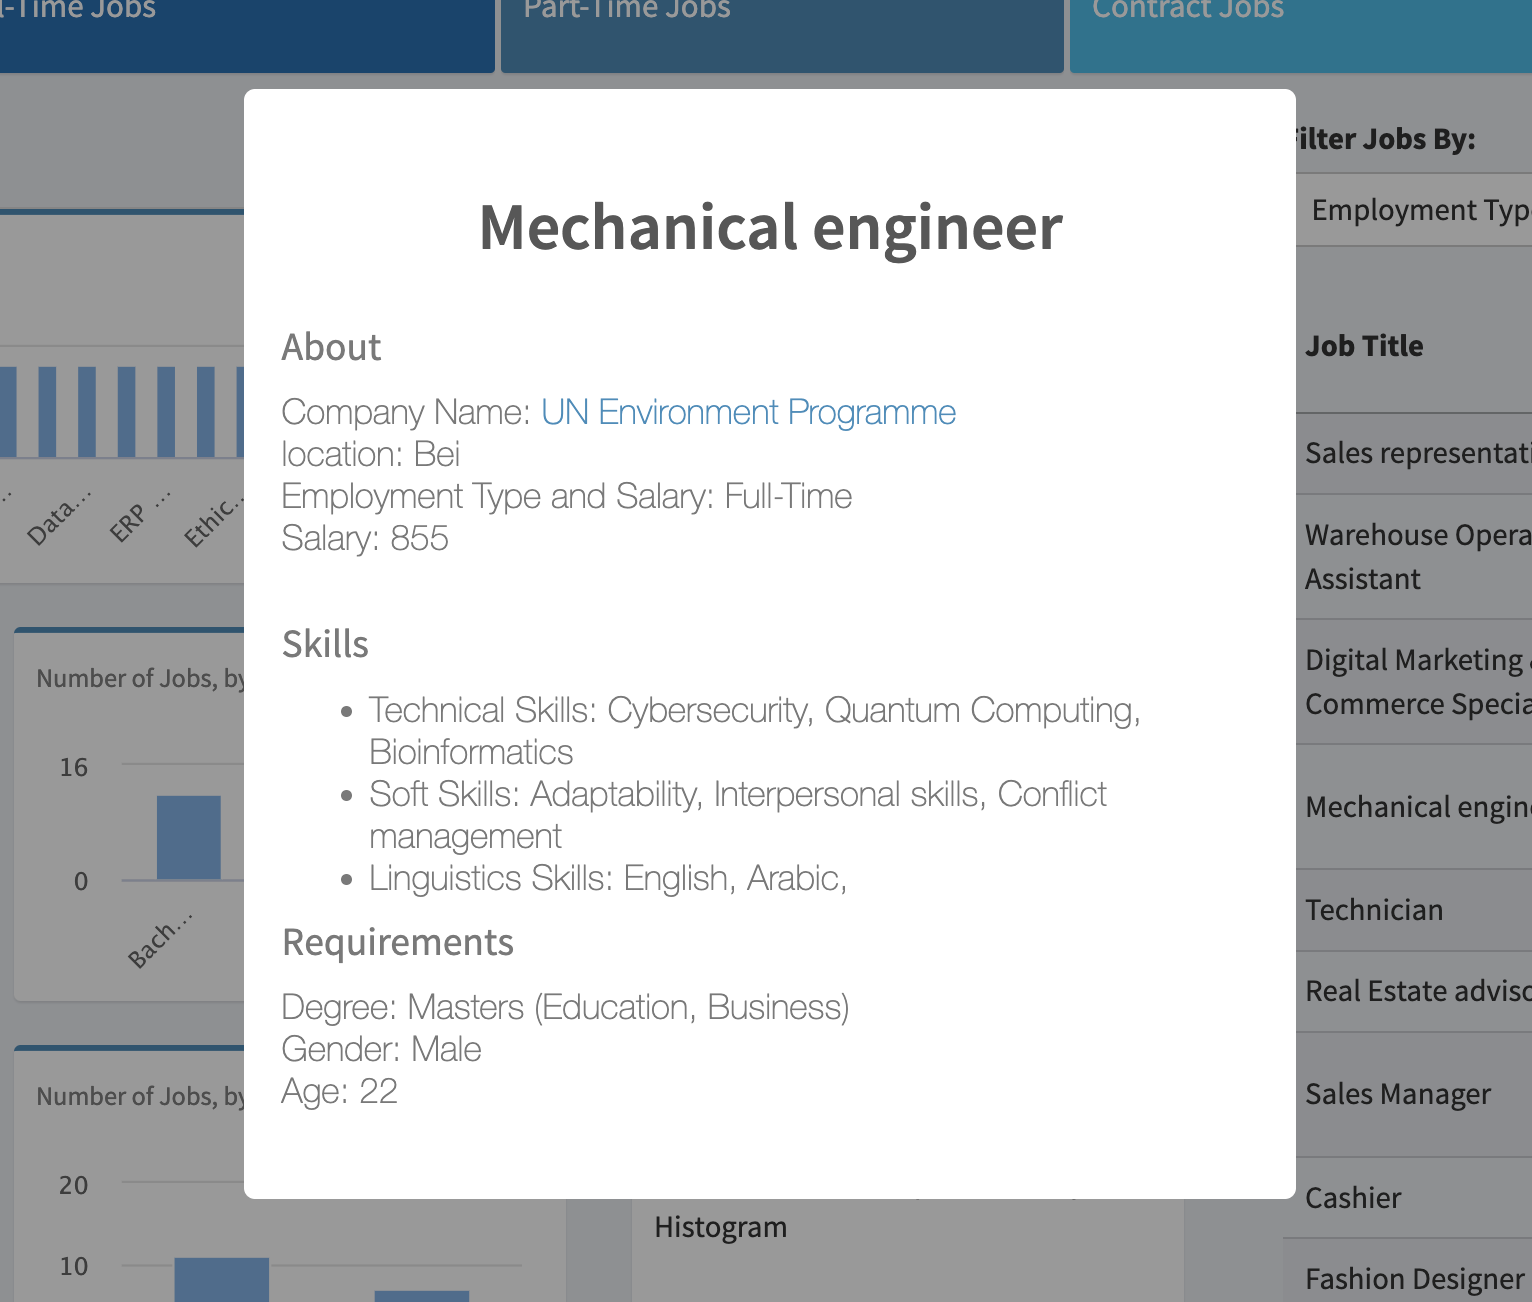 -Time Jobs
Part-Time Jobs
Contract Jobs
Filter Jobs By:
Employment Typ
Mechanical engineer
About
Company Name: UN Environment Programme
location: Bei
Employment Type and Salary: Full-Time
Salary: 855
Skills
• Technical Skills: Cybersecurity, Quantum Computing,
Bioinformatics
• Soft Skills: Adaptability, Interpersonal skills, Conflict
management
• Linguistics Skills: English, Arabic,
Requirements
Degree: Masters (Education, Business)
Gender: Male
Age: 22
Data...
ERP ...
Ethic...
Number of Jobs, by
16
0
Bach...
Number of Jobs, by
20
10
Histogram
Job Title
Sales representati
Warehouse Opera
Assistant
Digital Marketing
Commerce Specia
Mechanical engin
Technician
Real Estate adviso
Sales Manager
Cashier
Fashion Designer